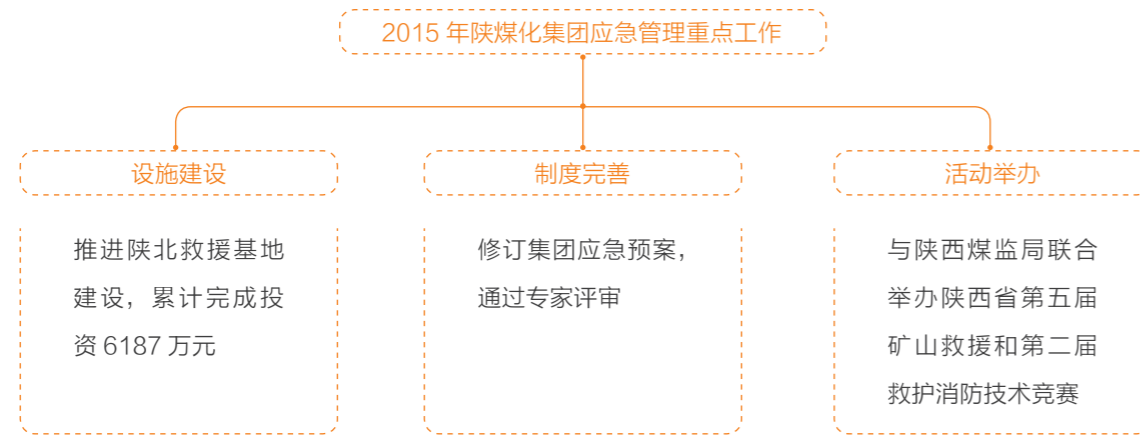 2015 年陕煤化集团应急管理重点工作
设施建设
推进陕北救援基地
建设，累计完成投
资 6187 万元
制度完善
修订集团应急预案，
通过专家评审
活动举办
与陕西煤监局联合
举办陕西省第五届
矿山救援和第二届
救护消防技术竞赛